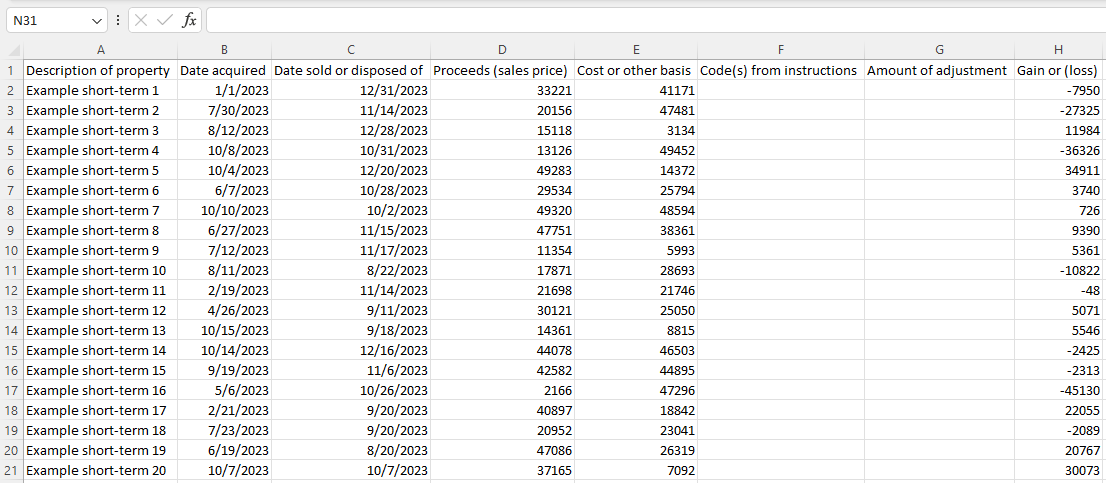 N31 fx
A B C D E F G H
1 Description of property Date acquired Date sold or disposed of Proceeds (sales price) Cost or other basis Code(s) from instructions Amount of adjustment Gain or (loss)
2 Example short-term 1 1/1/2023 12/31/2023 33221 41171 -7950
3 Example short-term 2 7/30/2023 11/14/2023 20156 47481 -27325
4 Example short-term 3 8/12/2023 12/28/2023 15118 3134 11984
5 Example short-term 4 10/8/2023 10/31/2023 13126 49452 -36326
6 Example short-term 5 10/4/2023 12/20/2023 49283 14372 34911
7 Example short-term 6 6/7/2023 10/28/2023 29534 25794 3740
8 Example short-term 7 10/10/2023 10/2/2023 49320 48594 726
9 Example short-term 8 6/27/2023 11/15/2023 47751 38361 9390
10 Example short-term 9 7/12/2023 11/17/2023 11354 5993 5361
11 Example short-term 10 8/11/2023 8/22/2023 17871 28693 -10822
12 Example short-term 11 2/19/2023 11/14/2023 21698 21746 -48
13 Example short-term 12 4/26/2023 9/11/2023 30121 25050 5071
14 Example short-term 13 10/15/2023 9/18/2023 14361 8815 5546
15 Example short-term 14 10/14/2023 12/16/2023 44078 46503 -2425
16 Example short-term 15 9/19/2023 11/6/2023 42582 44895 -2313
17 Example short-term 16 5/6/2023 10/26/2023 2166 47296 -45130
18 Example short-term 17 2/21/2023 9/20/2023 40897 18842 22055
19 Example short-term 18 7/23/2023 9/20/2023 20952 23041 -2089
20 Example short-term 19 6/19/2023 8/20/2023 47086 26319 20767
21 Example short-term 20 10/7/2023 10/7/2023 37165 7092 30073